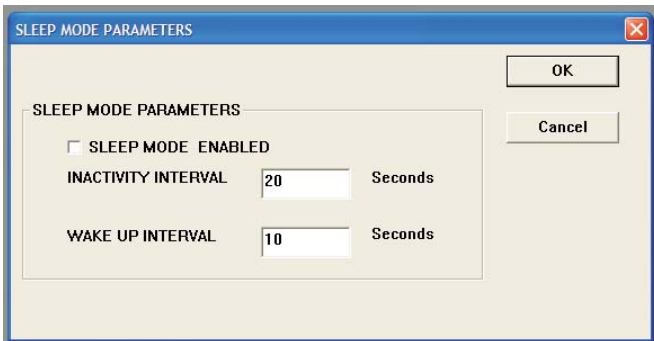 SLEEP MODE PARAMETERS
OK
SLEEP MODE PARAMETERS
Cancel
SLEEP MODE ENABLED
INACTIVITY INTERVAL 20 Seconds
WAKE UP INTERVAL 10 Seconds